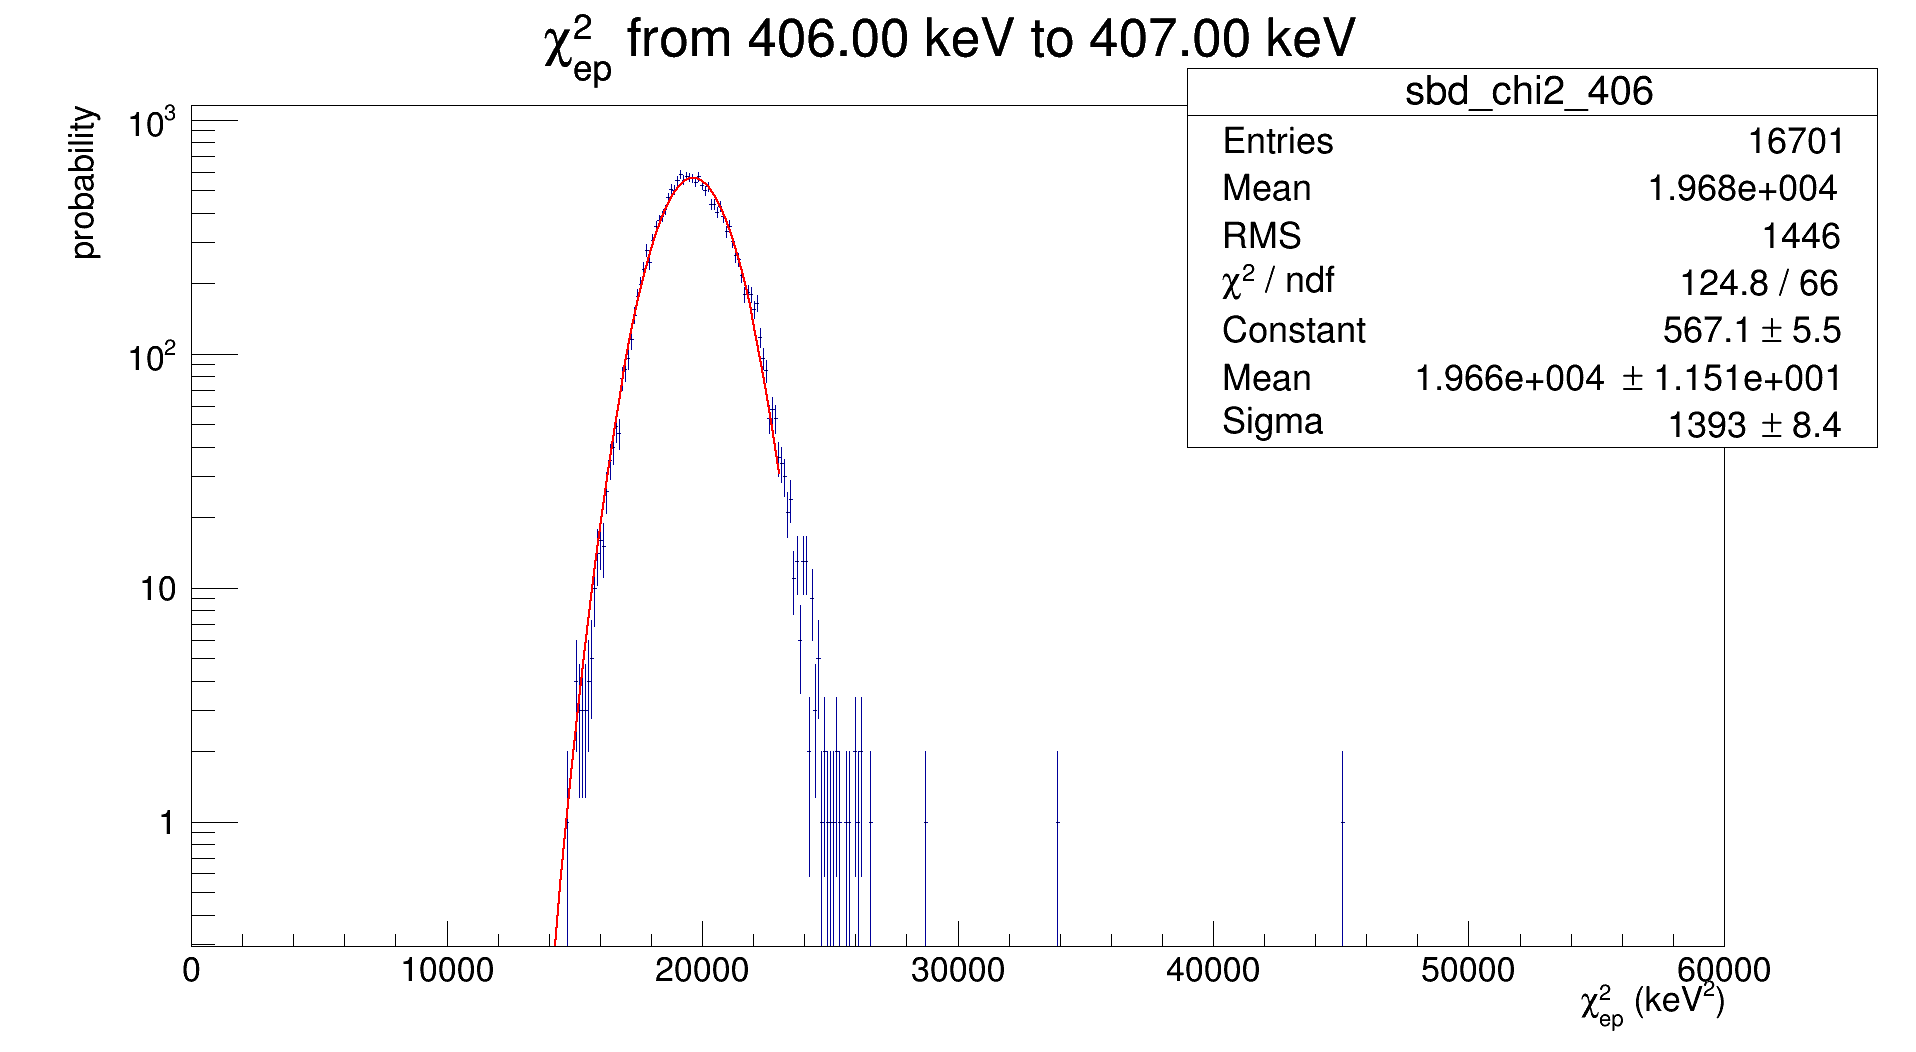 χ²ep from 406.00 keV to 407.00 keV
sbd_chi2_406
Entries 16701
Mean 1.968e+004
RMS 1446
χ² / ndf 124.8 / 66
Constant 567.1 ± 5.5
Mean 1.966e+004 ± 1.151e+001
Sigma 1393 ± 8.4
probability
10³
10²
10
1
0 10000 20000 30000 40000 50000 60000
χ²ep (keV²)